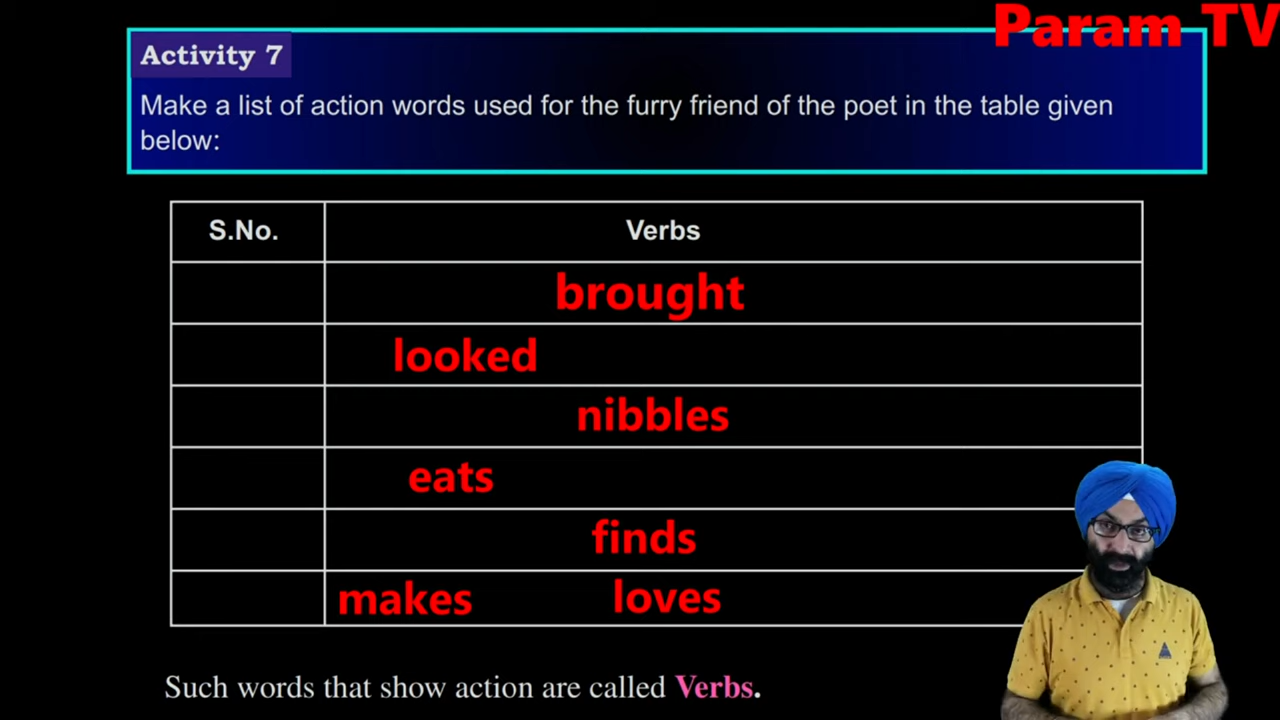 Param TV
Activity 7
Make a list of action words used for the furry friend of the poet in the table given
below:
S.No. Verbs
brought
looked
nibbles
eats
finds
makes loves
Such words that show action are called Verbs.